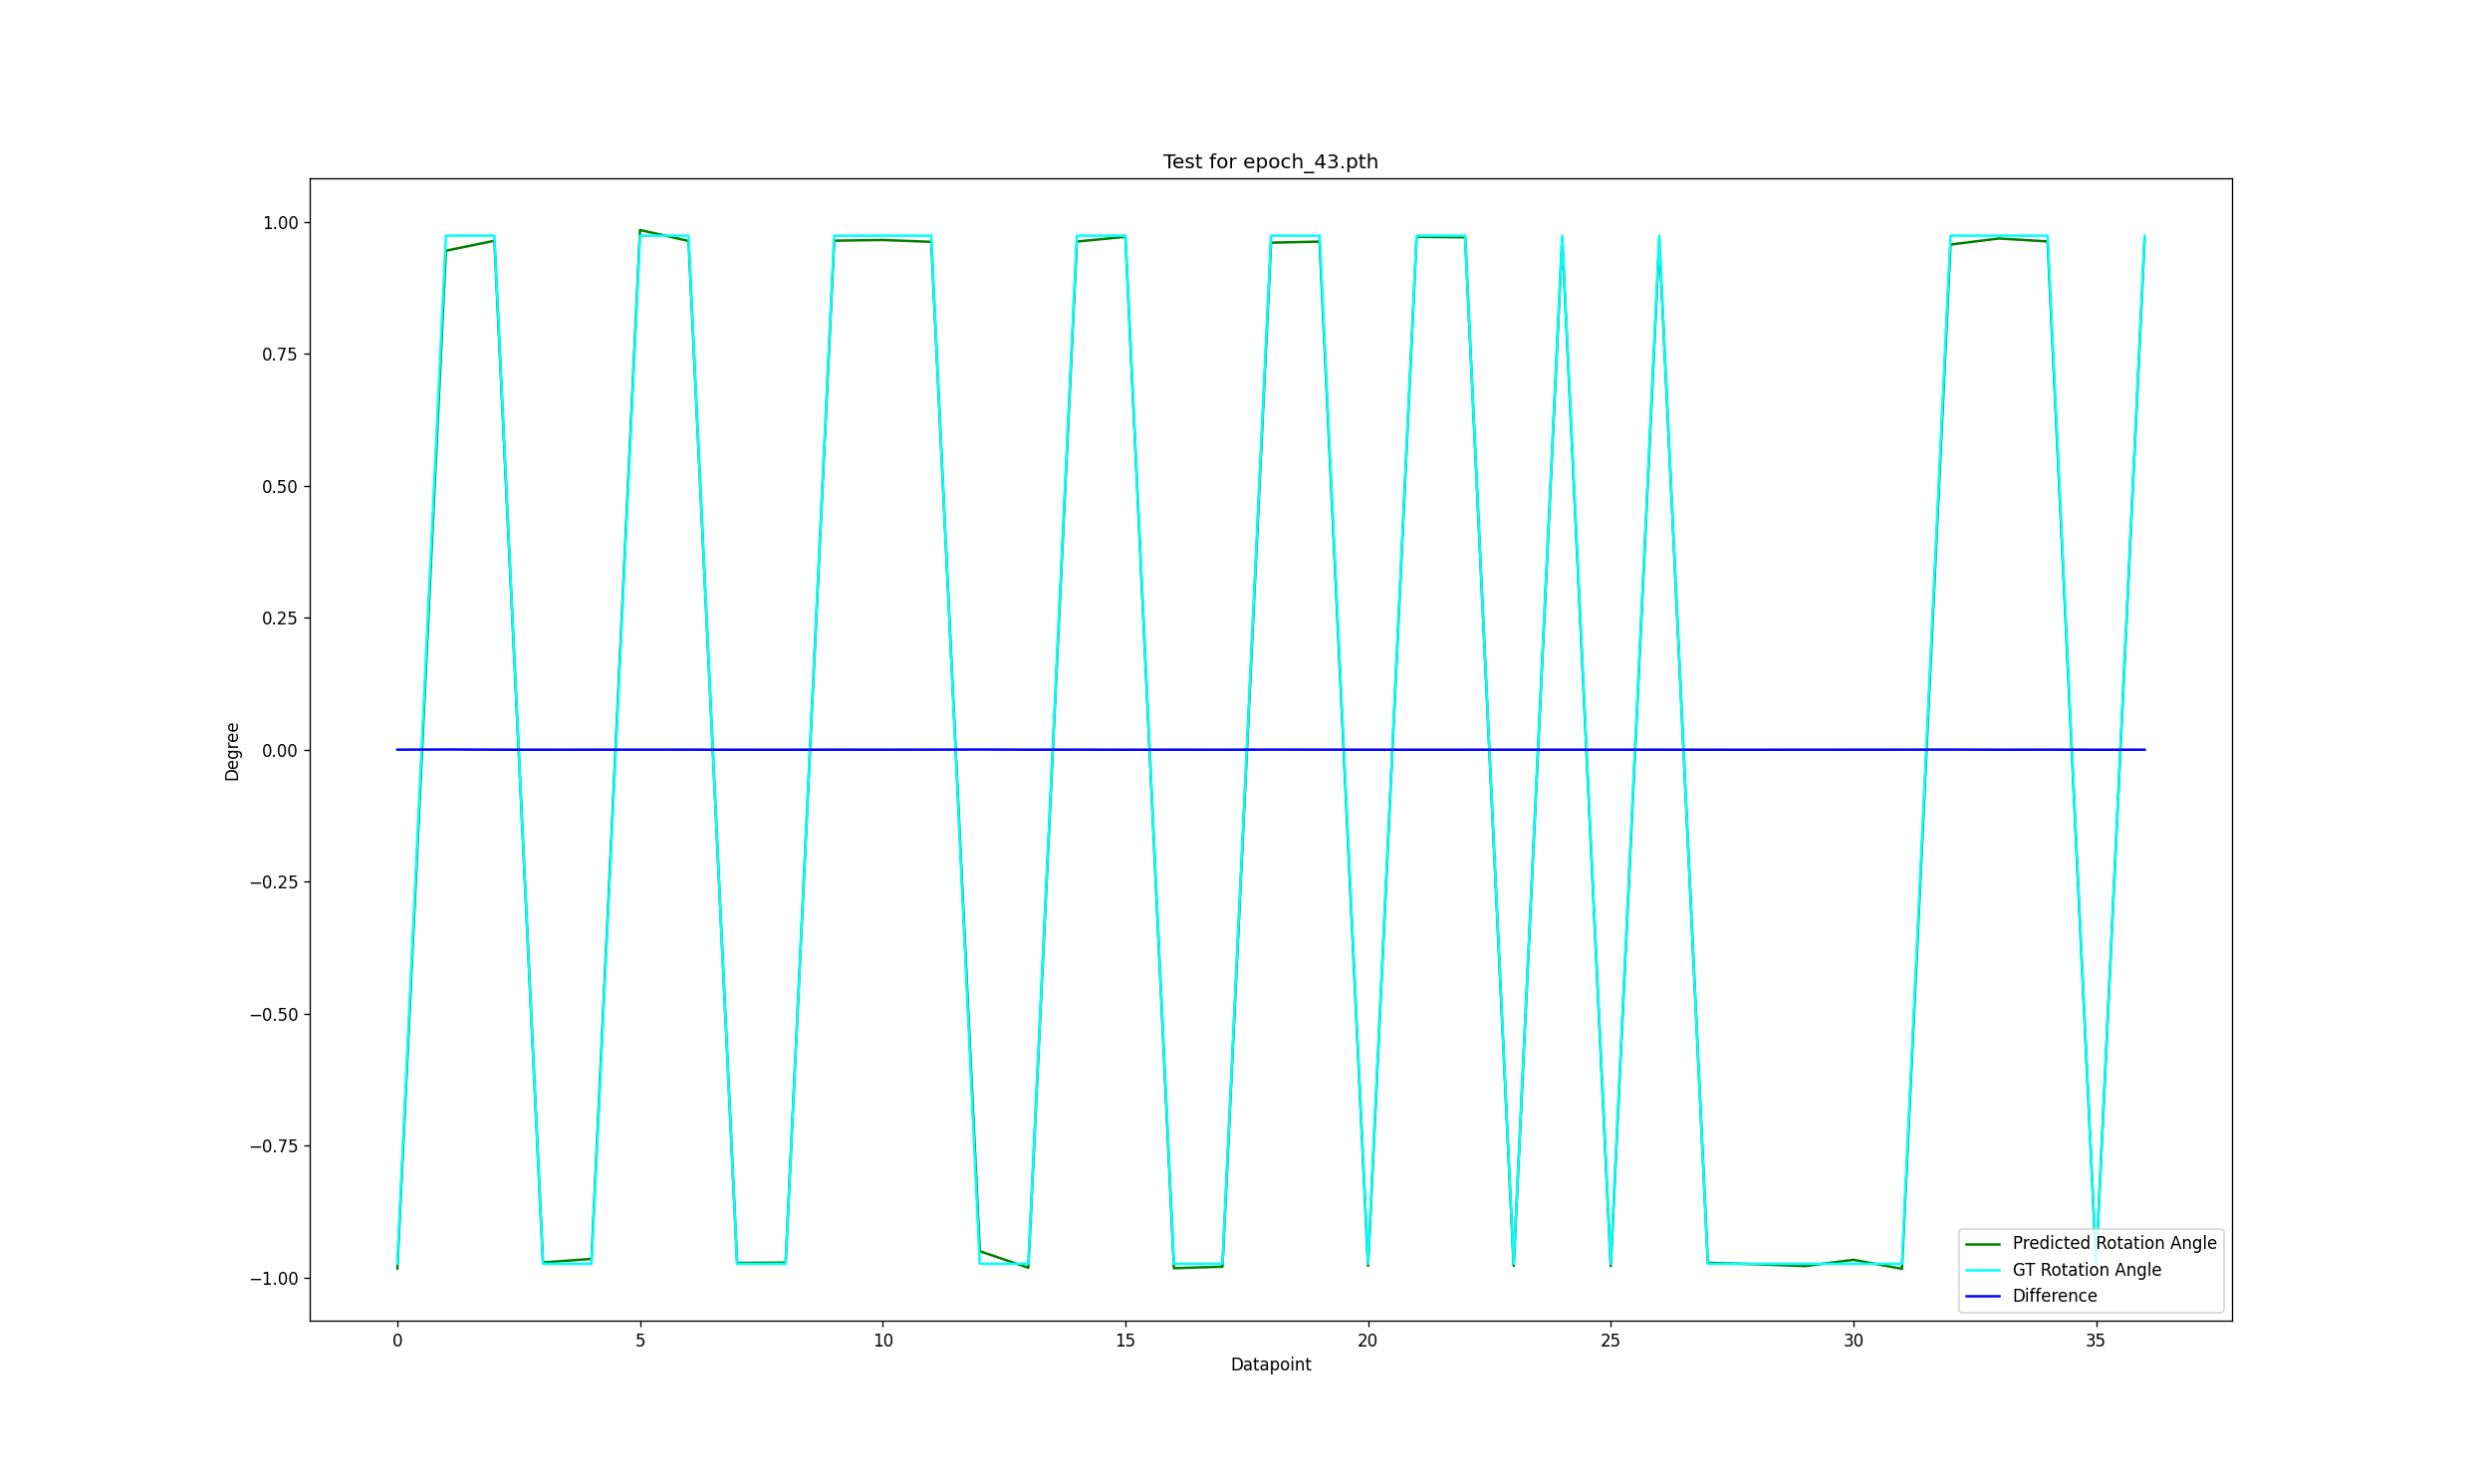 Test for epoch_43.pth
1.00
0.75
0.50
0.25
0.00
−0.25
−0.50
−0.75
−1.00
Degree
0 5 10 15 20 25 30 35
Datapoint
Predicted Rotation Angle
GT Rotation Angle
Difference